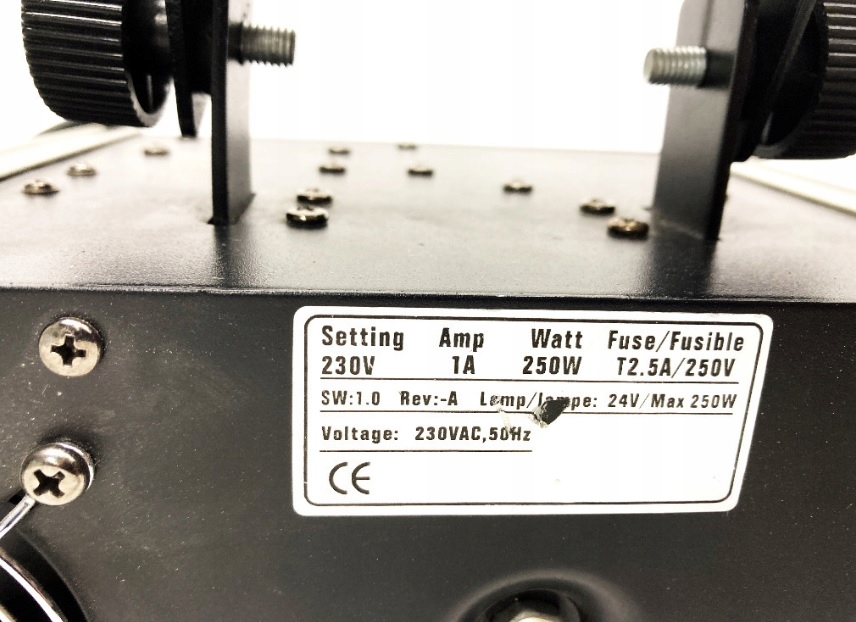 Setting Amp Watt Fuse/Fusible
230V 1A 250W T2.5A/250V
SW:1.0 Rev:-A Lamp/lampe: 24V/Max 250W
Voltage: 230VAC,50Hz
CE